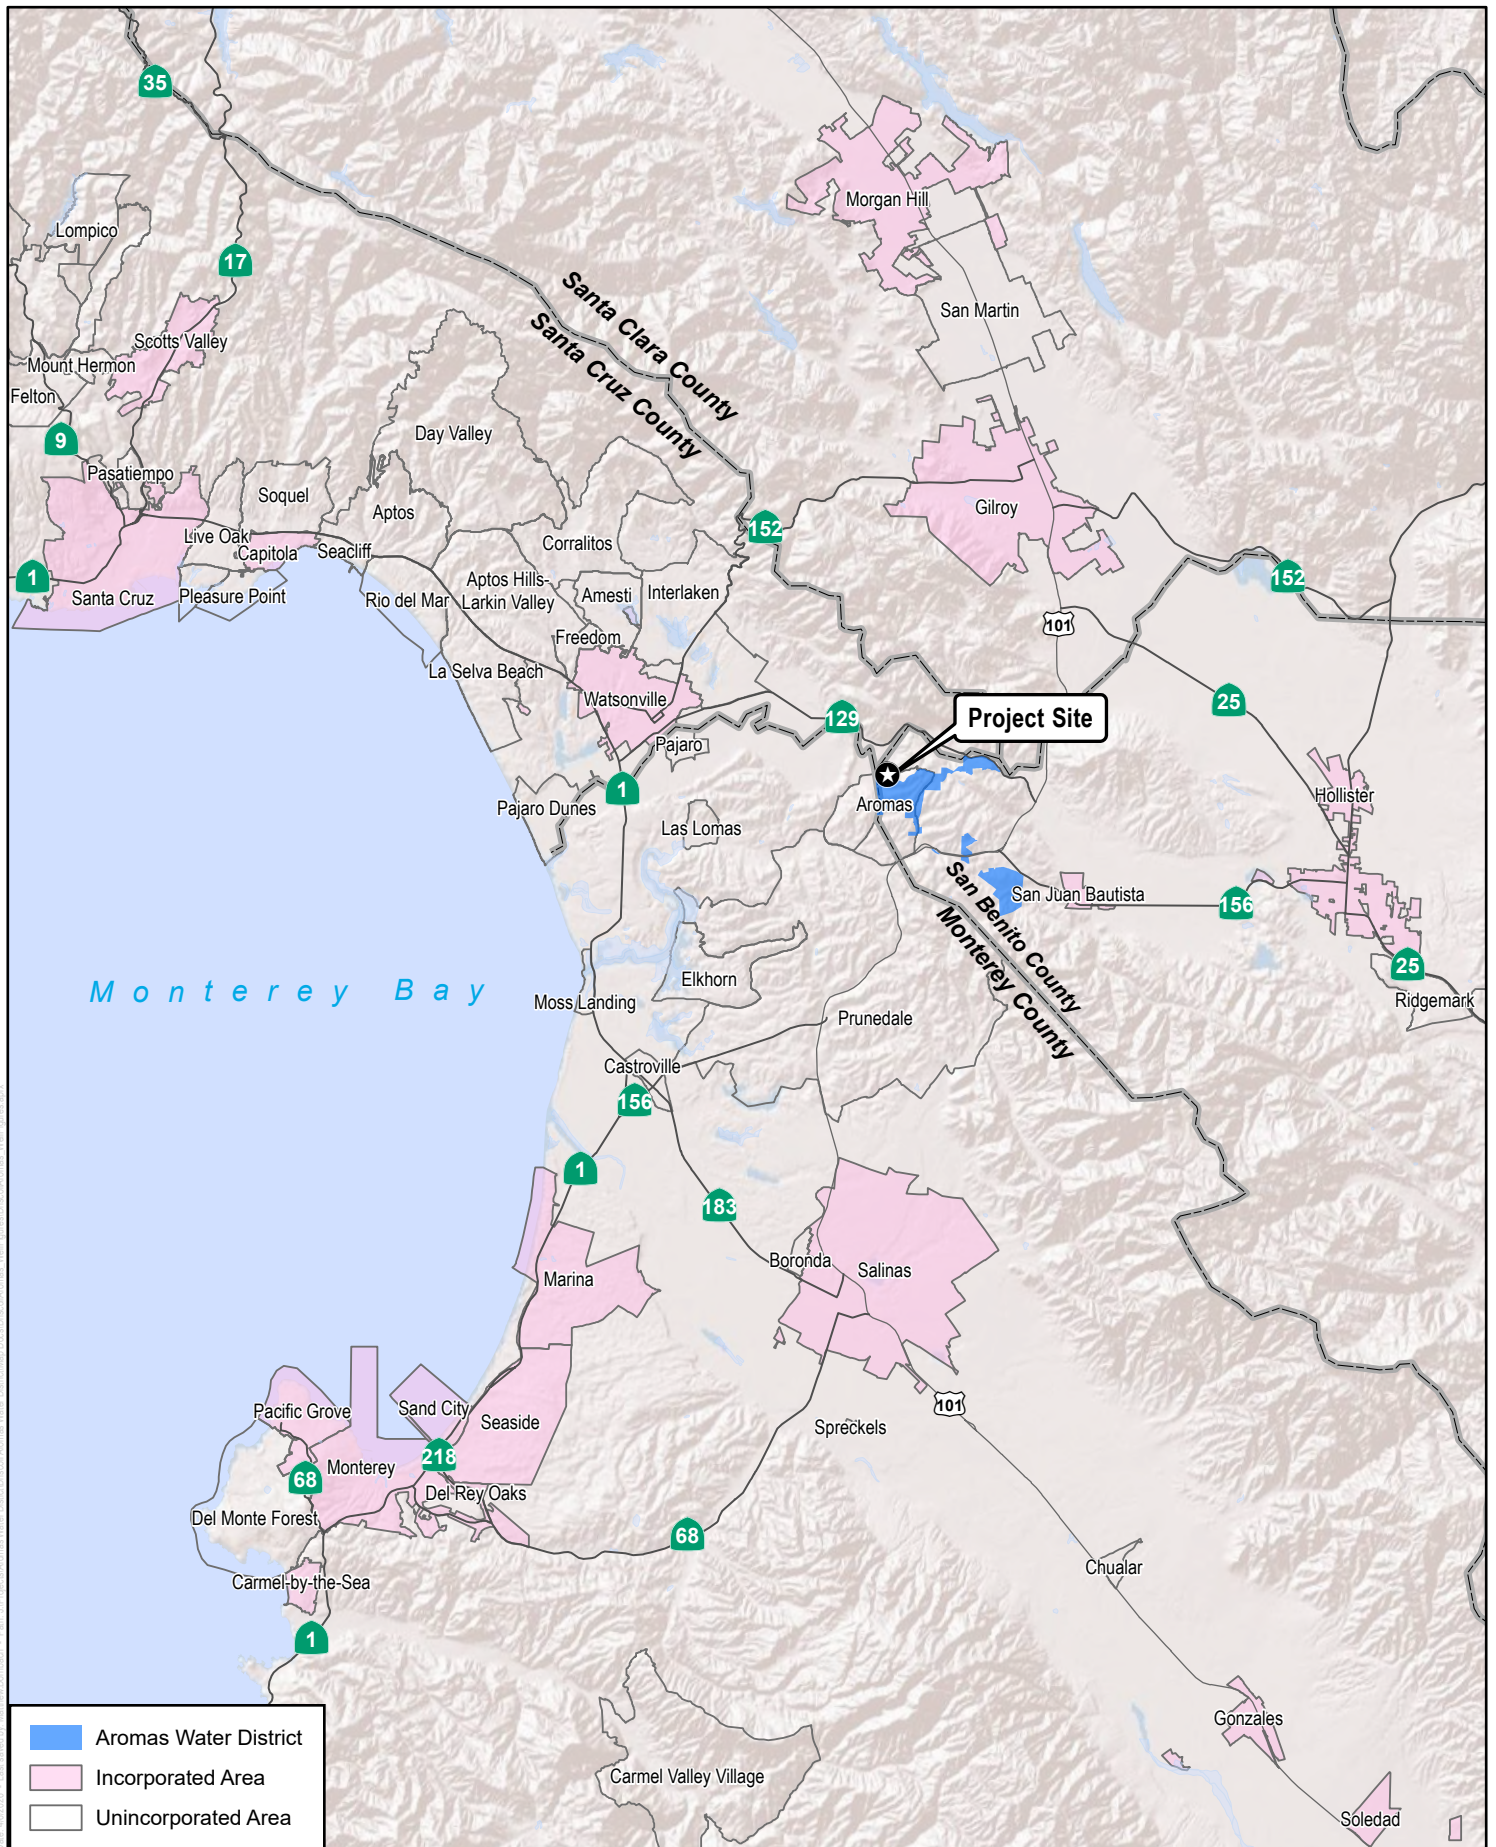 35
Morgan Hill
Lompico
17
Santa Clara County
Santa Cruz County
San Martin
Scotts Valley
Mount Hermon
Felton
9
Day Valley
Pasatiempo
Soquel
Aptos
Gilroy
152
Live Oak
Capitola
Seacliff
Corralitos
1
Santa Cruz
Pleasure Point
Rio del Mar
Aptos Hills-
Larkin Valley
Amesti
Interlaken
152
101
Freedom
La Selva Beach
Watsonville
25
129
Project Site
Pajaro
1
Pajaro Dunes
Aromas
Hollister
Las Lomas
San Juan Bautista
156
San Benito County
Monterey County
25
Monterey Bay
Elkhorn
Moss Landing
Ridgemark
Prunedale
Castroville
156
1
183
Marina
Boronda
Salinas
Pacific Grove
Sand City
Seaside
101
Spreckels
218
Monterey
68
Del Rey Oaks
Del Monte Forest
68
Chualar
Carmel-by-the-Sea
1
Gonzales
Carmel Valley Village
Soledad
Aromas Water District
Incorporated Area
Unincorporated Area